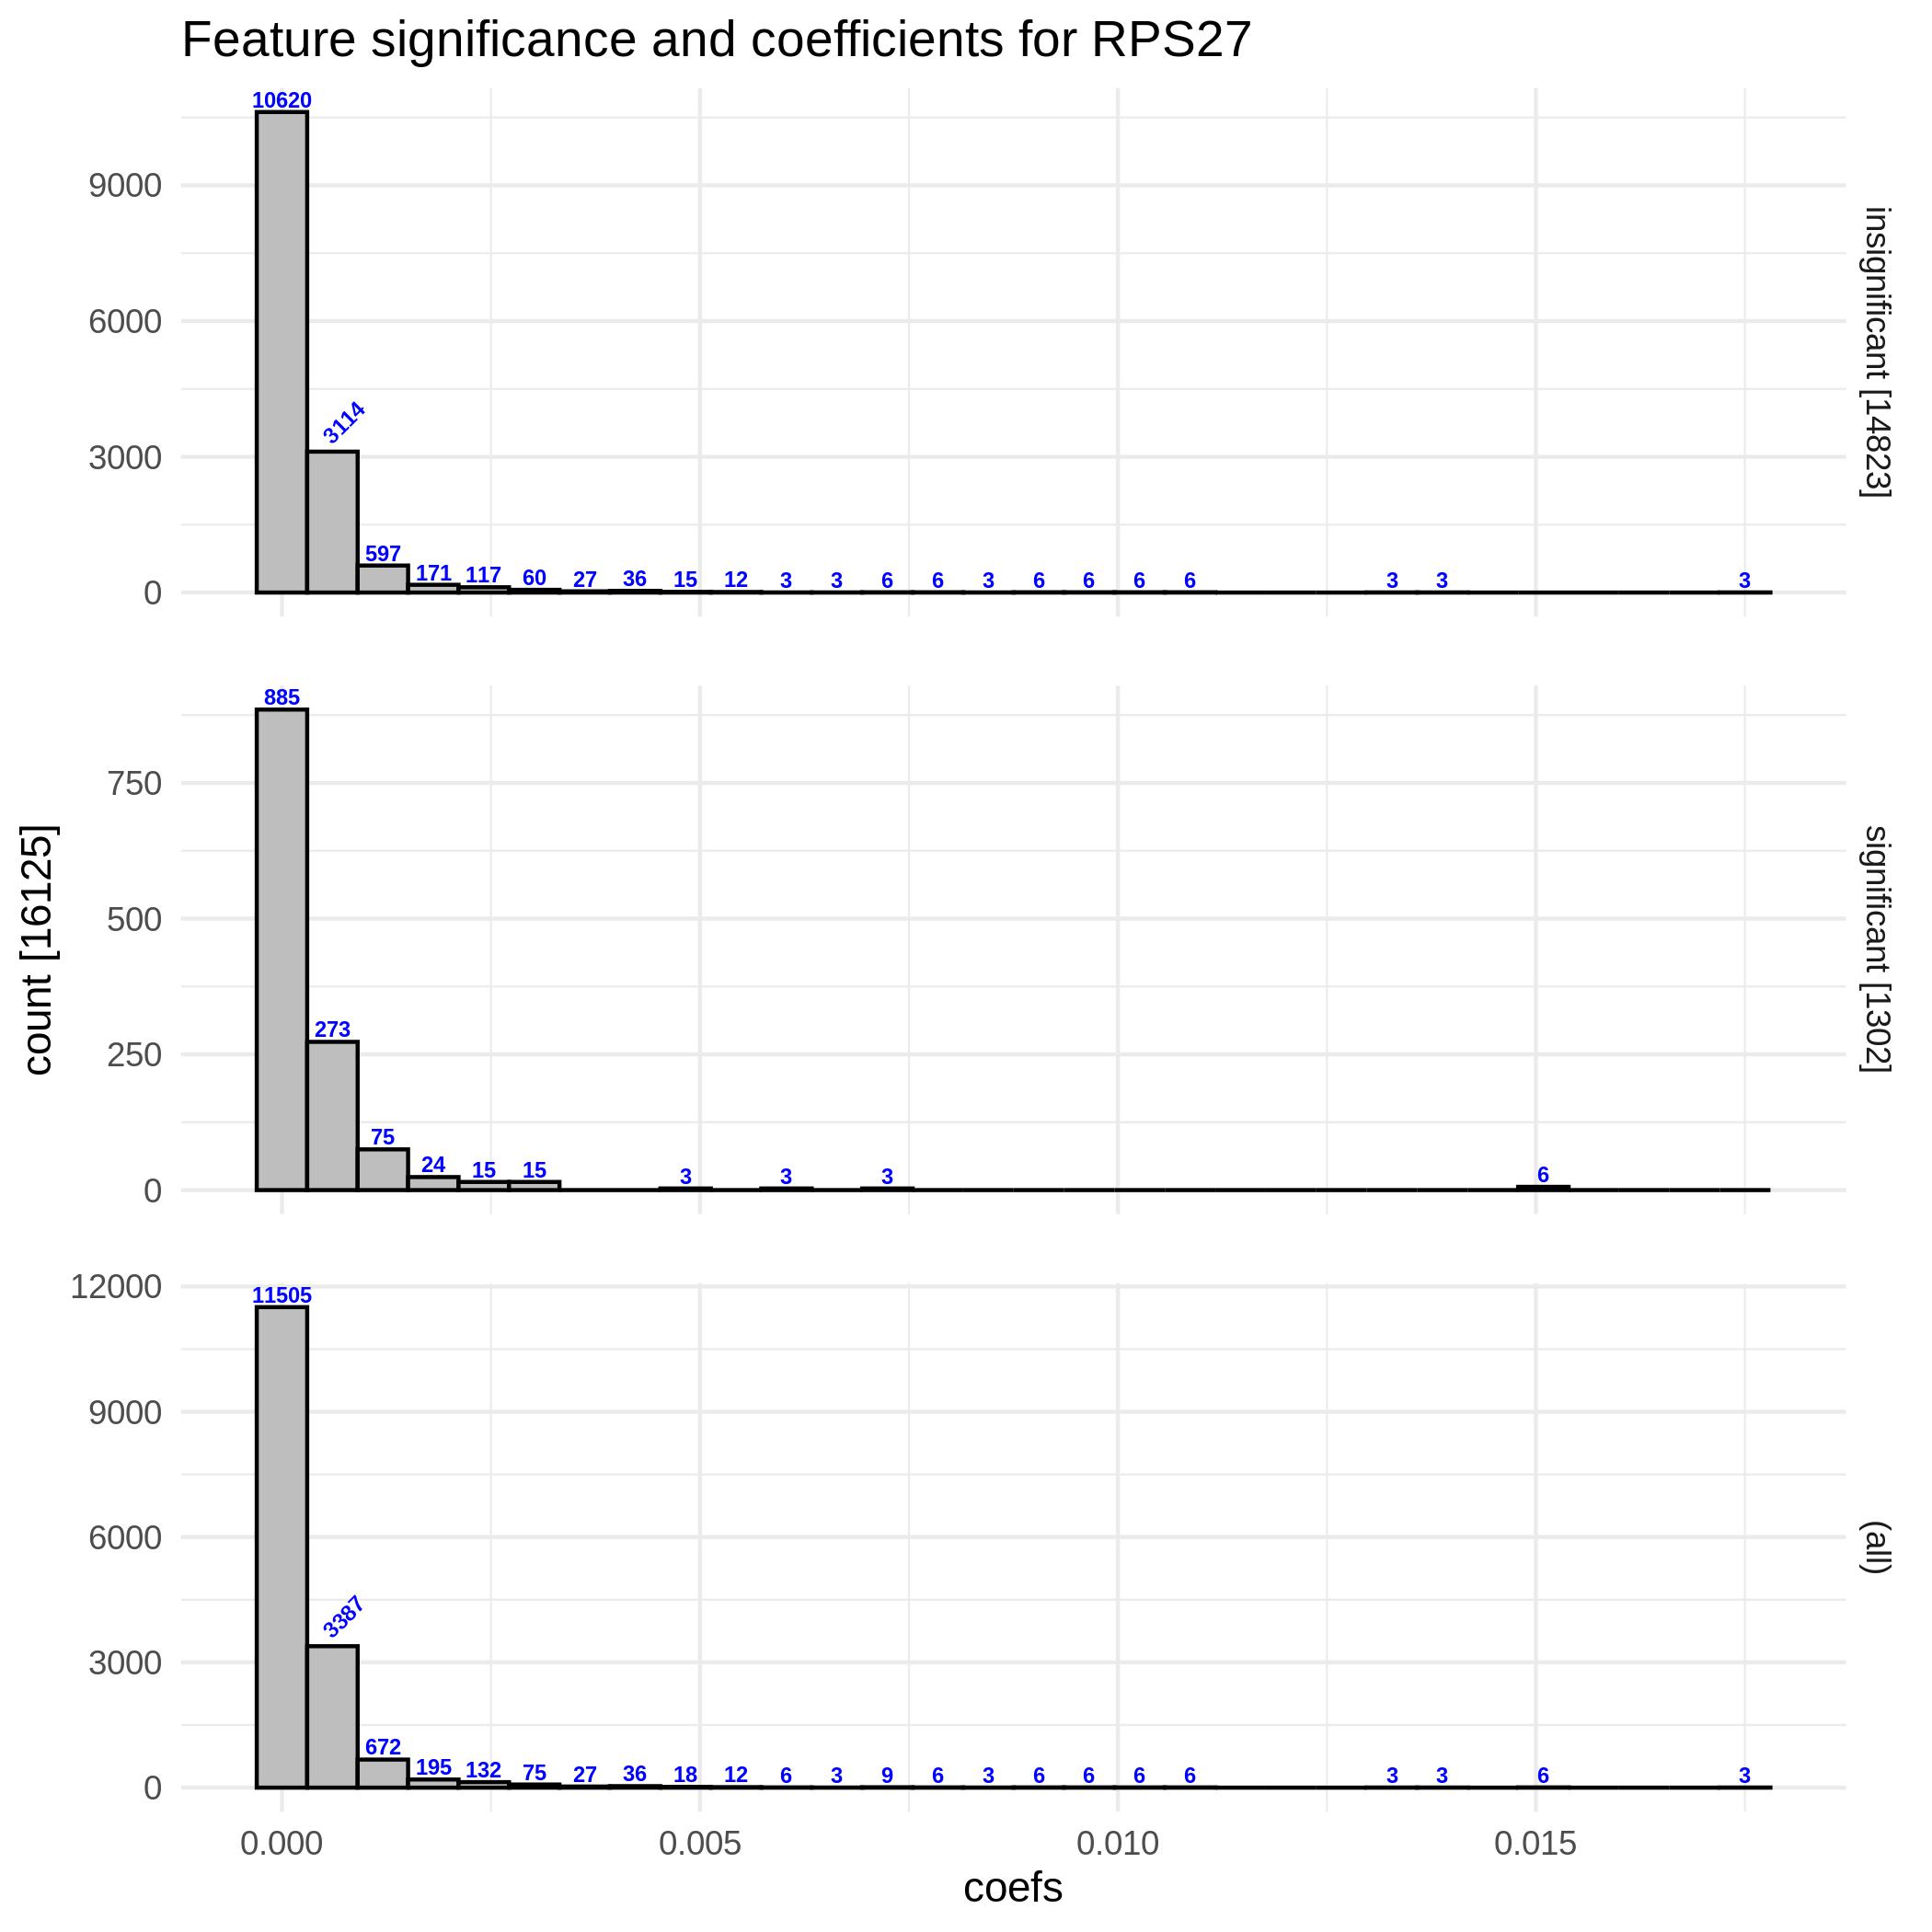 Feature significance and coefficients for RPS27
10620
9000
6000
3114
3000
597
171 117 60 27 36 15 12 3 3 6 6 3 6 6 6 6 3 3 3
0
insignificant [14823]
885
750
500
273
250
75
24 15 15 3 3 3 6
0
significant [1302]
count [16125]
12000
11505
9000
6000
3387
3000
672
195 132 75 27 36 18 12 6 3 9 6 3 6 6 6 6 3 3 6 3
0
(all)
0.000 0.005 0.010 0.015
coefs